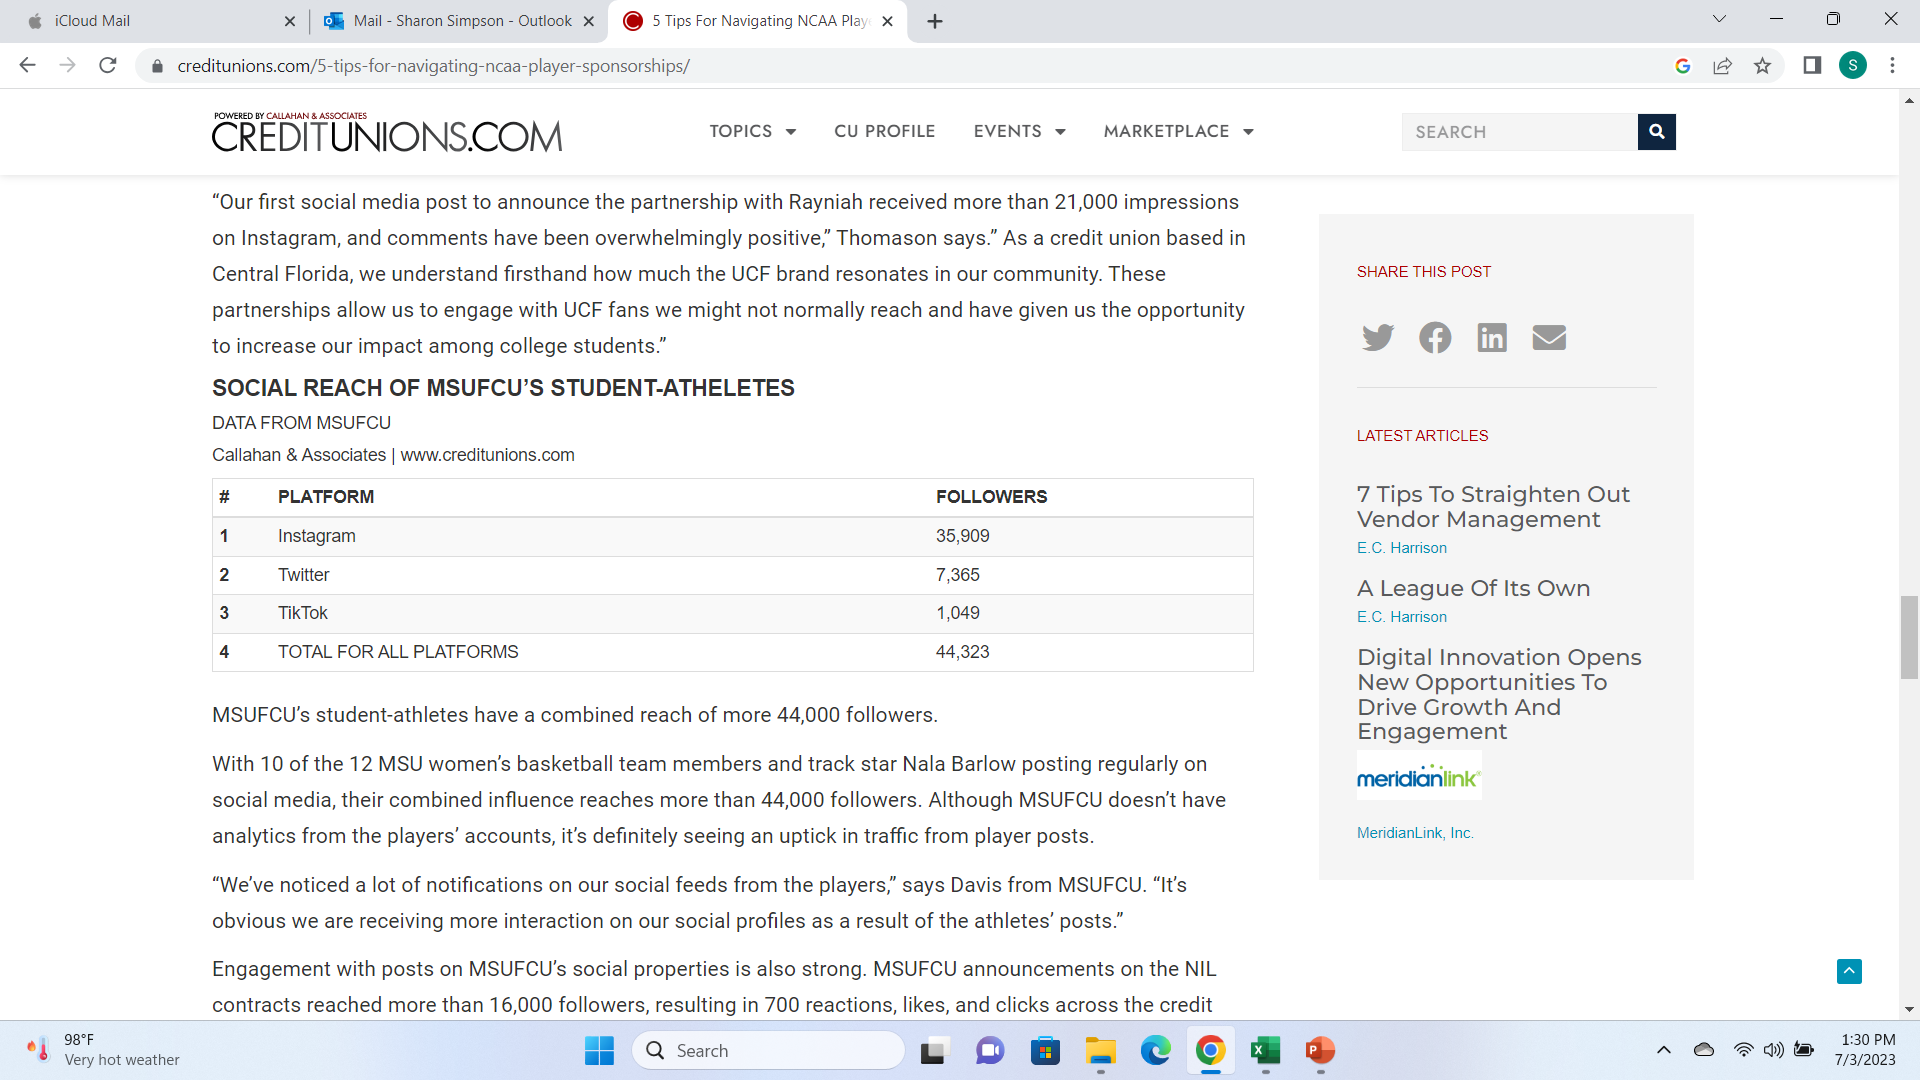 iCloud Mail
Mail - Sharon Simpson - Outlook
5 Tips For Navigating NCAA Play
creditunions.com/5-tips-for-navigating-ncaa-player-sponsorships/
S
POWERED BY CALLAHAN & ASSOCIATES
CREDITUNIONS.COM
TOPICS
CU PROFILE
EVENTS
MARKETPLACE
SEARCH
“Our first social media post to announce the partnership with Rayniah received more than 21,000 impressions
on Instagram, and comments have been overwhelmingly positive,” Thomason says.” As a credit union based in
Central Florida, we understand firsthand how much the UCF brand resonates in our community. These
partnerships allow us to engage with UCF fans we might not normally reach and have given us the opportunity
to increase our impact among college students.”
SOCIAL REACH OF MSUFCU’S STUDENT-ATHELETES
DATA FROM MSUFCU
Callahan & Associates | www.creditunions.com
# PLATFORM FOLLOWERS
1 Instagram 35,909
2 Twitter 7,365
3 TikTok 1,049
4 TOTAL FOR ALL PLATFORMS 44,323
MSUFCU’s student-athletes have a combined reach of more 44,000 followers.
With 10 of the 12 MSU women’s basketball team members and track star Nala Barlow posting regularly on
social media, their combined influence reaches more than 44,000 followers. Although MSUFCU doesn’t have
analytics from the players’ accounts, it’s definitely seeing an uptick in traffic from player posts.
“We’ve noticed a lot of notifications on our social feeds from the players,” says Davis from MSUFCU. “It’s
obvious we are receiving more interaction on our social profiles as a result of the athletes’ posts.”
Engagement with posts on MSUFCU’s social properties is also strong. MSUFCU announcements on the NIL
contracts reached more than 16,000 followers, resulting in 700 reactions, likes, and clicks across the credit
SHARE THIS POST
LATEST ARTICLES
7 Tips To Straighten Out
Vendor Management
E.C. Harrison
A League Of Its Own
E.C. Harrison
Digital Innovation Opens
New Opportunities To
Drive Growth And
Engagement
meridianlink
MeridianLink, Inc.
98°F
Very hot weather
Search
1:30 PM
7/3/2023